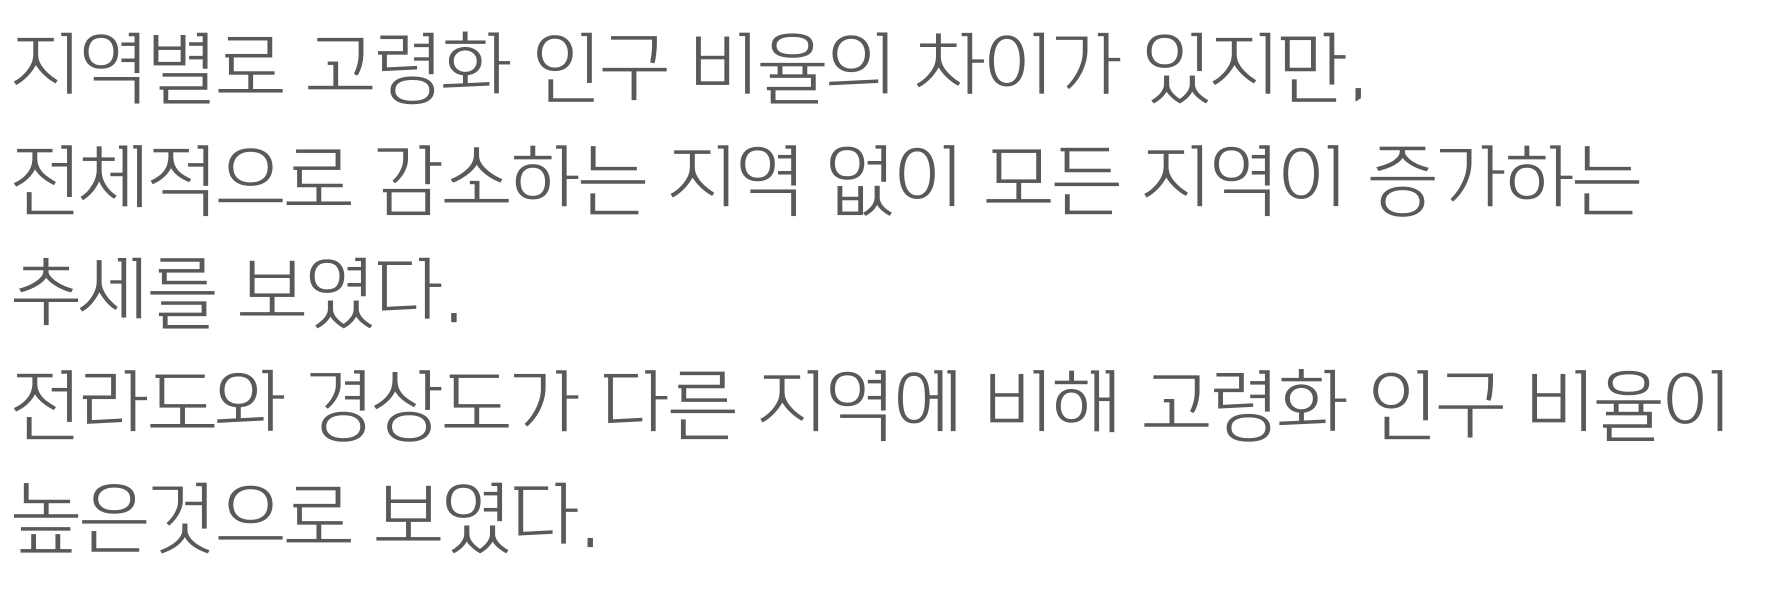 지역별로 고령화 인구 비율의 차이가 있지만,
전체적으로 감소하는 지역 없이 모든 지역이 증가하는
추세를 보였다.
전라도와 경상도가 다른 지역에 비해 고령화 인구 비율이
높은것으로 보였다.